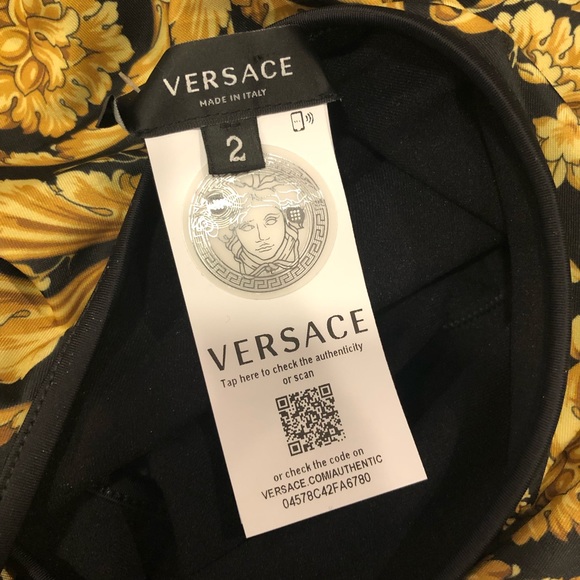 VERSACE
MADE IN ITALY
2
VERSACE
Tap here to check the authenticity
or scan
or check the code on
VERSACE.COM/AUTHENTIC
04578C42FA6780